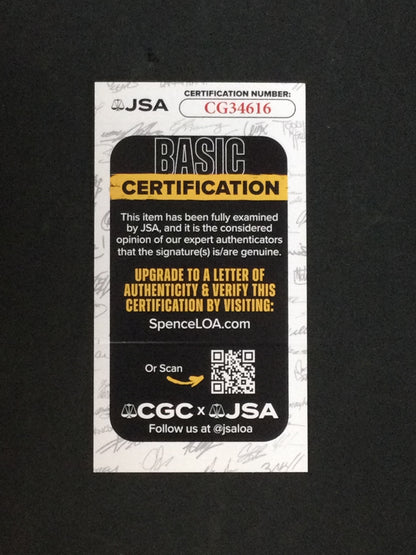 CERTIFICATION NUMBER:
JSA
CG34616
BASIC
CERTIFICATION
This item has been fully examined
by JSA, and it is the considered
opinion of our expert authenticators
that the signature(s) is/are genuine.
UPGRADE TO A LETTER OF
AUTHENTICITY & VERIFY THIS
CERTIFICATION BY VISITING:
SpenceLOA.com
Or Scan
CGC x JSA
Follow us at @jsaloa